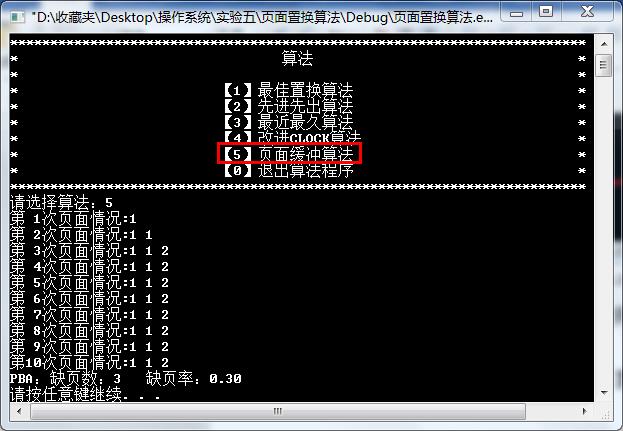 "D:\收藏夹\Desktop\操作系统\实验五\页面置换算法\Debug\页面置换算法.e...
************************************************************************
* 算法 *
* *
* 【1】最佳置换算法 *
* 【2】先进先出算法 *
* 【3】最近最久算法 *
* 【4】改进CLOCK算法 *
* 【5】页面缓冲算法 *
* 【0】退出算法程序 *
************************************************************************
请选择算法：5
第 1次页面情况:1
第 2次页面情况:1 1
第 3次页面情况:1 1 2
第 4次页面情况:1 1 2
第 5次页面情况:1 1 2
第 6次页面情况:1 1 2
第 7次页面情况:1 1 2
第 8次页面情况:1 1 2
第 9次页面情况:1 1 2
第10次页面情况:1 1 2
PBA：缺页数：3 缺页率：0.30
请按任意键继续. . .